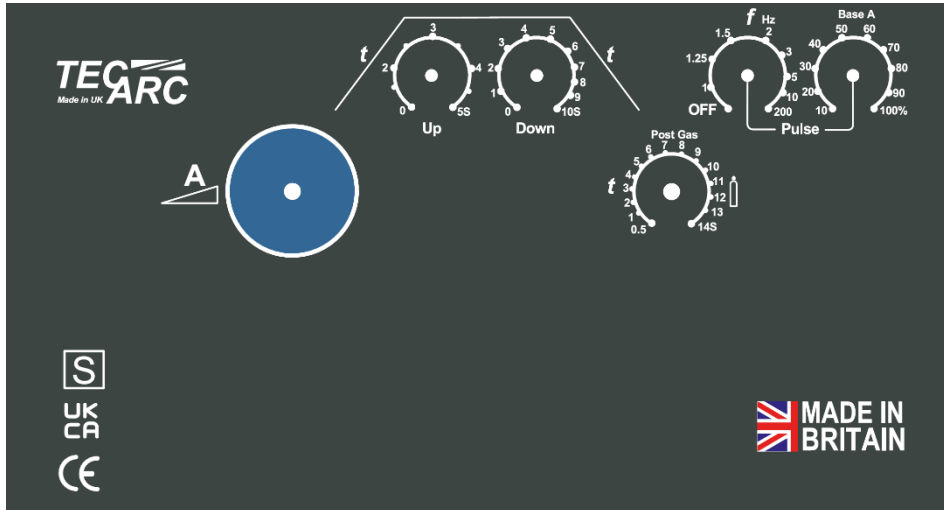 TEC ARC
Made in UK
A
t
0
2
3
4
5S
Up
0
1
2
3
4
5
6
7
8
9
10S
Down
t
f Hz
OFF
1
1.25
1.5
2
3
5
10
200
Base A
10
20
30
40
50
60
70
80
90
100%
Pulse
Post Gas
t
0.5
1
2
3
4
5
6
7
8
9
10
11
12
13
14S
S
UK
CA
CE
MADE IN
BRITAIN